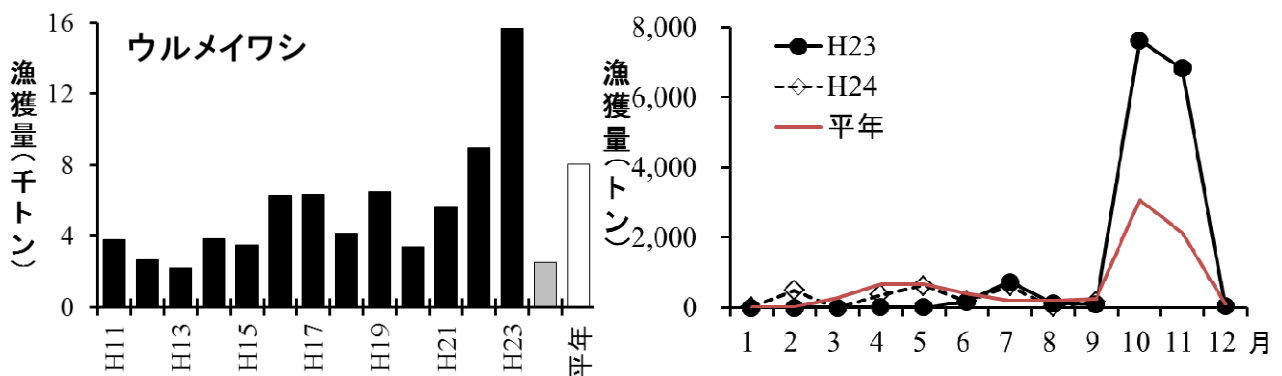 ウルメイワシ
漁獲量(千トン)
16
12
8
4
0
H11
H13
H15
H17
H19
H21
H23
平年
漁獲量(トン)
8,000
6,000
4,000
2,000
0
H23
H24
平年
1 2 3 4 5 6 7 8 9 10 11 12 月